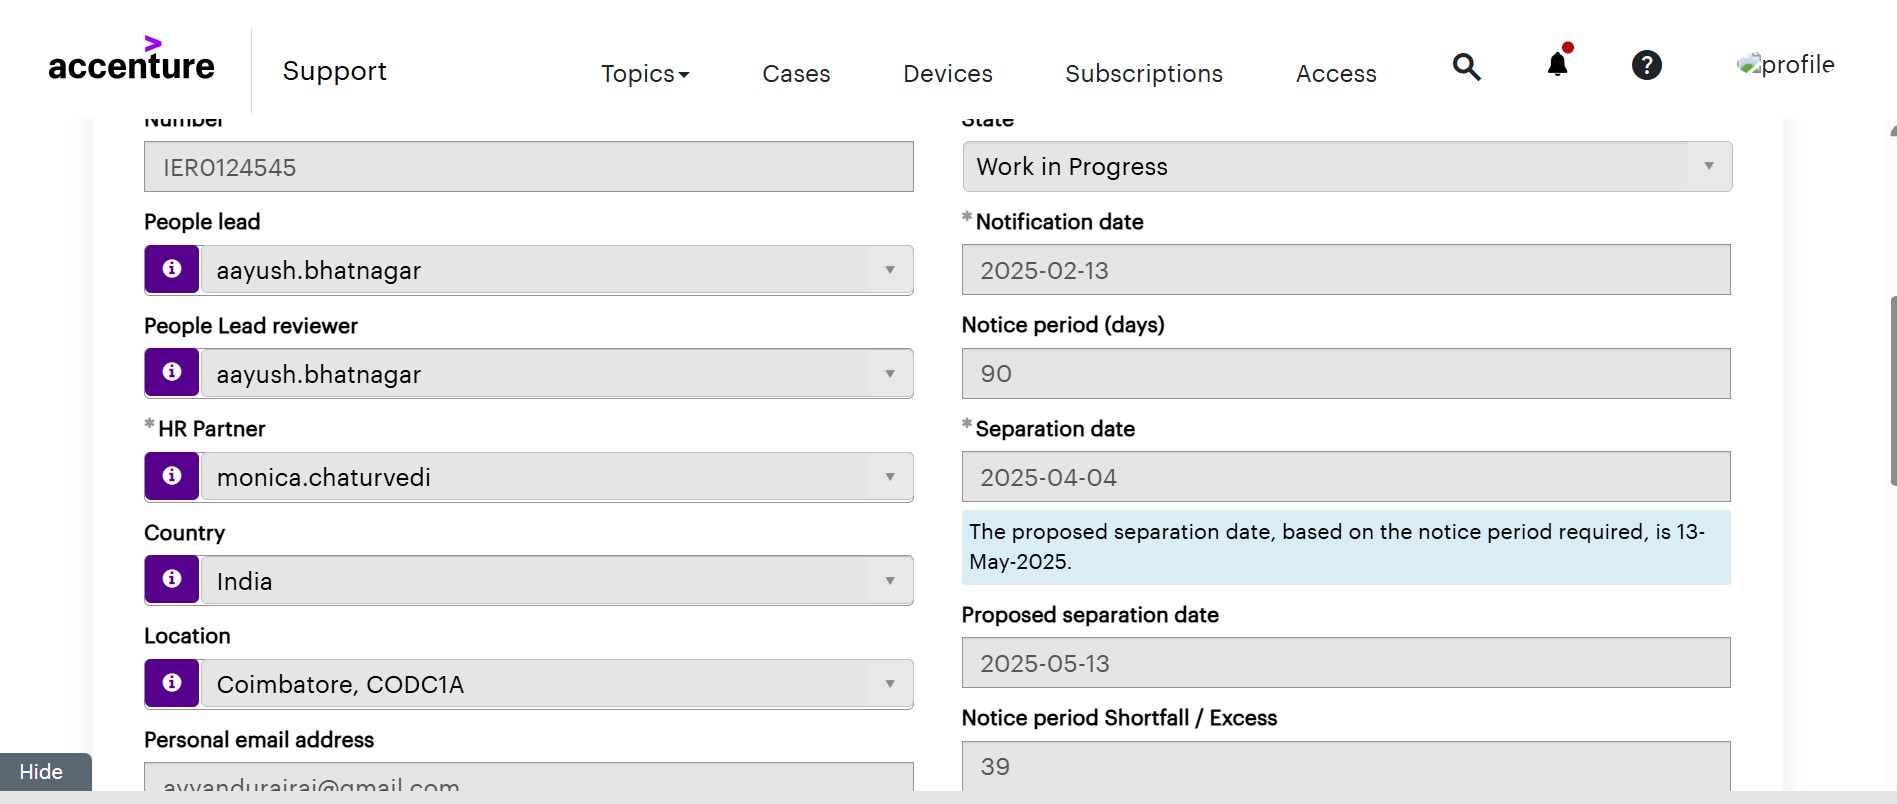 accenture
Support
Topics
Cases
Devices
Subscriptions
Access
profile
Number
IER0124545
People lead
aayush.bhatnagar
People Lead reviewer
aayush.bhatnagar
* HR Partner
monica.chaturvedi
Country
India
Location
Coimbatore, CODC1A
Personal email address
ayyandurairaj@gmail.com
State
Work in Progress
* Notification date
2025-02-13
Notice period (days)
90
* Separation date
2025-04-04
The proposed separation date, based on the notice period required, is 13-
May-2025.
Proposed separation date
2025-05-13
Notice period Shortfall / Excess
39
Hide